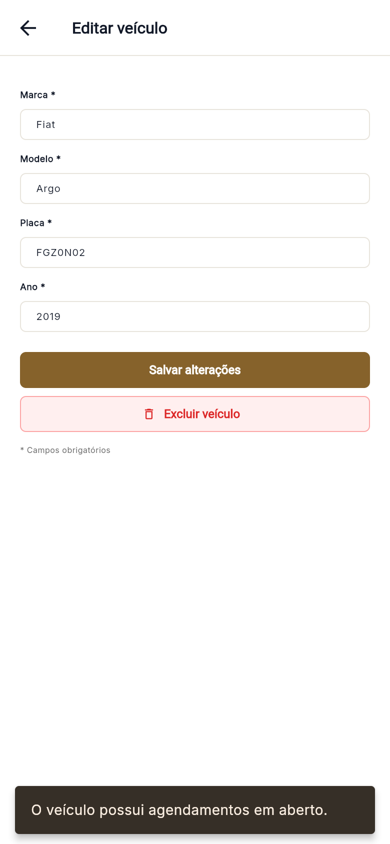 Editar veículo
Marca *
Fiat
Modelo *
Argo
Placa *
FGZ0N02
Ano *
2019
Salvar alterações
Excluir veículo
* Campos obrigatórios
O veículo possui agendamentos em aberto.